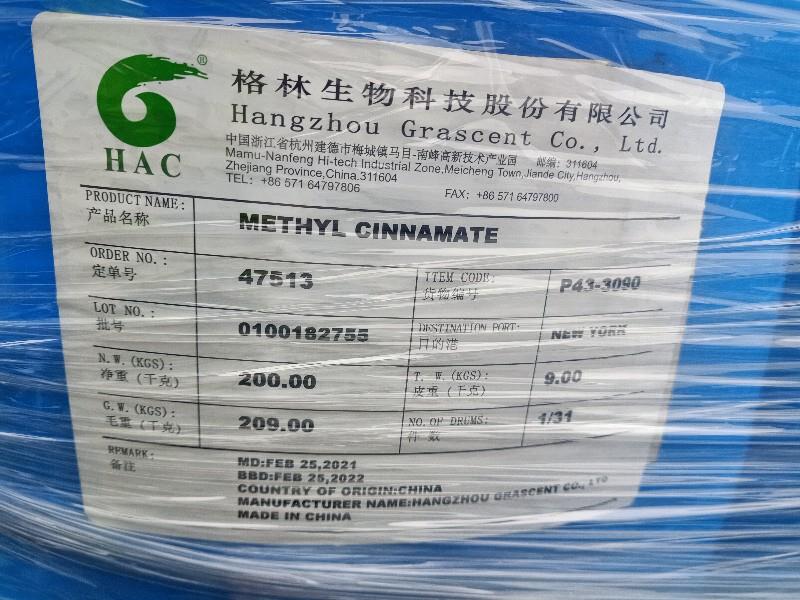 ®
HAC
格林生物科技股份有限公司
Hangzhou Grascent Co., Ltd.
中国浙江省杭州建德市梅城镇马目-南峰高新技术产业园 邮编: 311604
Mamu-Nanfeng Hi-tech Industrial Zone,Meicheng Town,Jiande City,Hangzhou,
Zhejiang Province,China.311604
TEL: +86 571 64797806 FAX: +86 571 64797800
PRODUCT NAME: METHYL CINNAMATE
产品名称
ORDER NO.: 47513 ITEM CODE: P43-3090
定单号 货物编号
LOT NO.: 0100182755 DESTINATION PORT: NEW YORK
批号 目的港
N.W.(KGS): 200.00 T. W.(KGS): 9.00
净重(千克) 皮重(千克)
G.W.(KGS): 209.00 NO.OF DRUMS: 1/31
毛重(千克) 件 数
REMARK: MD:FEB 25,2021
备注 BBD:FEB 25,2022
COUNTRY OF ORIGIN:CHINA
MANUFACTURER NAME:HANGZHOU GRASCENT CO., LTD
MADE IN CHINA